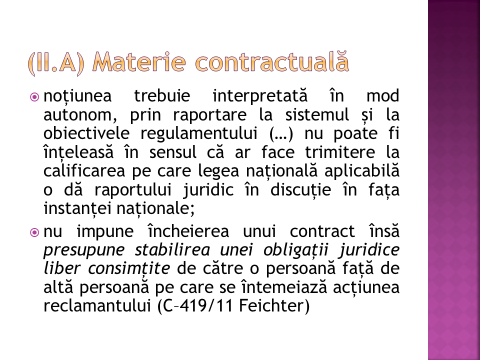 (II.A) Materie contractuală
noțiunea trebuie interpretată în mod
autonom, prin raportare la sistemul și la
obiectivele regulamentului (…) nu poate fi
înțeleasă în sensul că ar face trimitere la
calificarea pe care legea națională aplicabilă
o dă raportului juridic în discuție în fața
instanței naționale;
nu impune încheierea unui contract însă
presupune stabilirea unei obligații juridice
liber consimțite de către o persoană față de
altă persoană pe care se întemeiază acțiunea
reclamantului (C-419/11 Feichter)